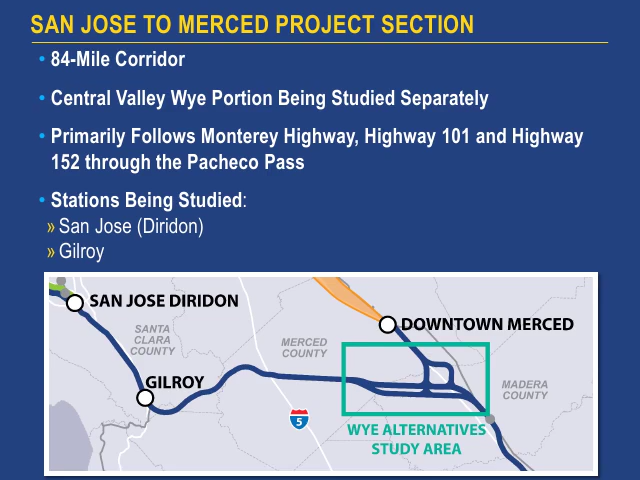 SAN JOSE TO MERCED PROJECT SECTION
• 84-Mile Corridor
• Central Valley Wye Portion Being Studied Separately
• Primarily Follows Monterey Highway, Highway 101 and Highway
152 through the Pacheco Pass
• Stations Being Studied:
» San Jose (Diridon)
» Gilroy
SAN JOSE DIRIDON
DOWNTOWN MERCED
SANTA
CLARA
COUNTY
MERCED
COUNTY
GILROY
MADERA
COUNTY
5
WYE ALTERNATIVES
STUDY AREA